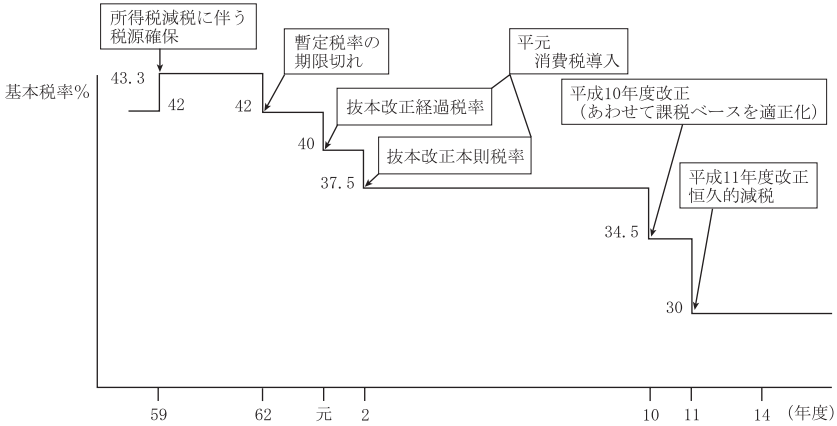 所得税減税に伴う
税源確保
暫定税率の
期限切れ
平元
消費税導入
基本税率%
43.3
42
42
抜本改正経過税率
平成10年度改正
（あわせて課税ベースを適正化）
40
抜本改正本則税率
37.5
平成11年度改正
恒久的減税
34.5
30
59
62
元
2
10
11
14
（年度）